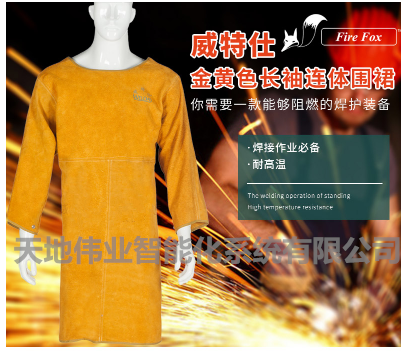 威特仕
Fire Fox
金黄色长袖连体围裙
你需要一款能够阻燃的焊护装备
·焊接作业必备
·耐高温
The welding operation of standing
High temperature resistance
天地伟业智能化系统有限公司